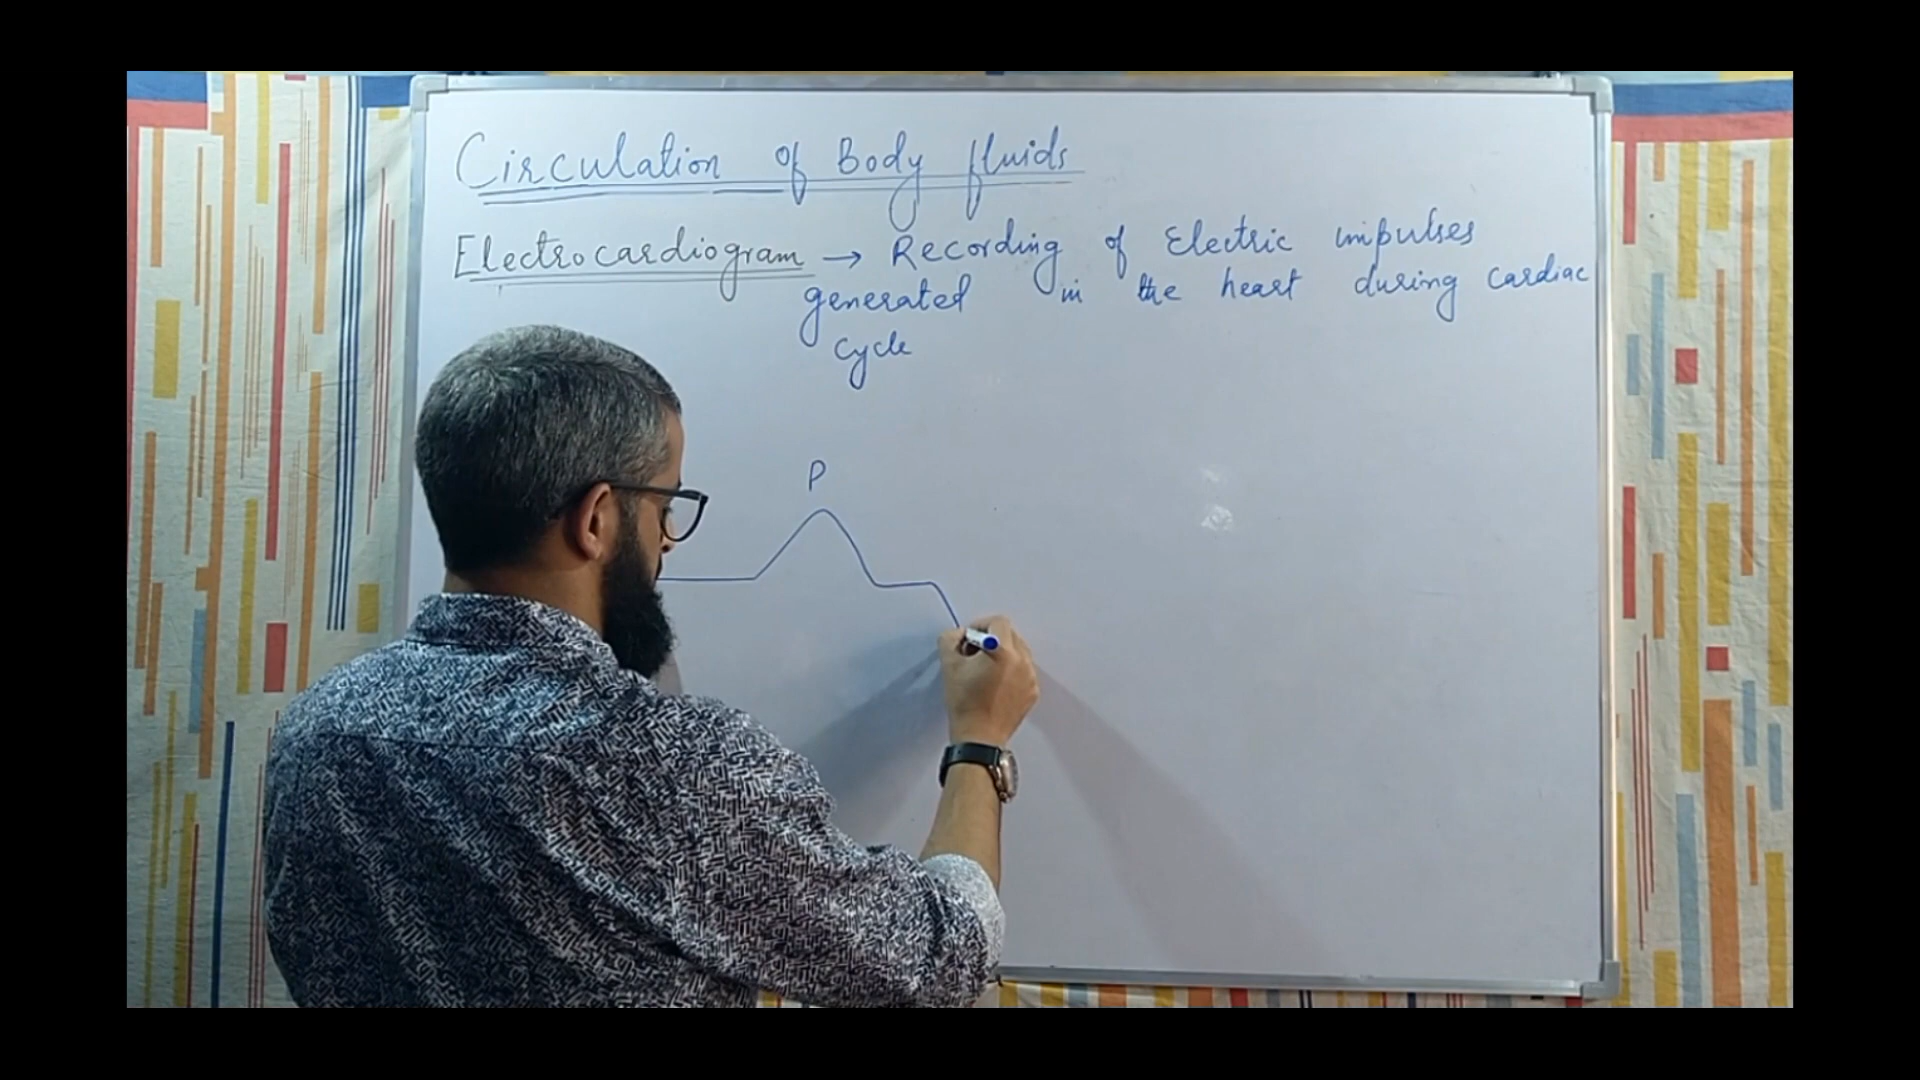 Circulation of Body fluids
Electrocardiogram → Recording of Electric impulses
generated in the heart during cardiac
cycle
P